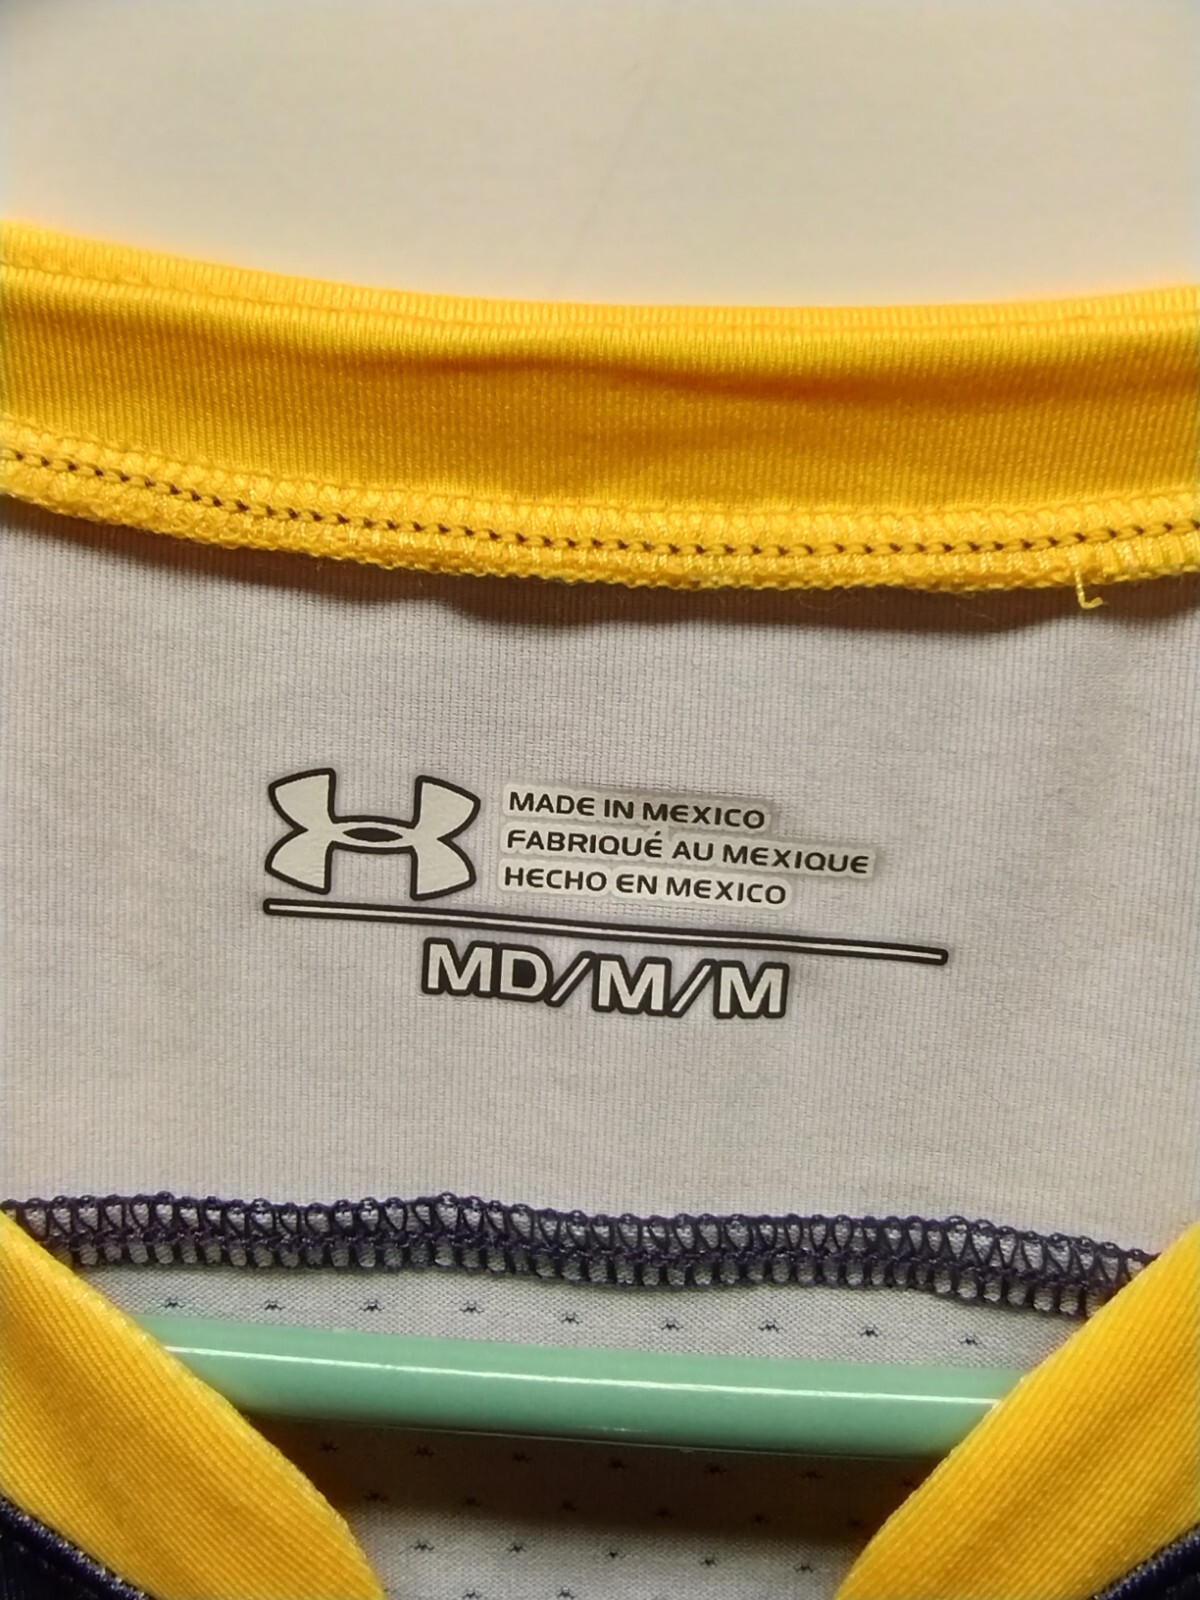 MADE IN MEXICO
FABRIQUÉ AU MEXIQUE
HECHO EN MEXICO
MD/M/M